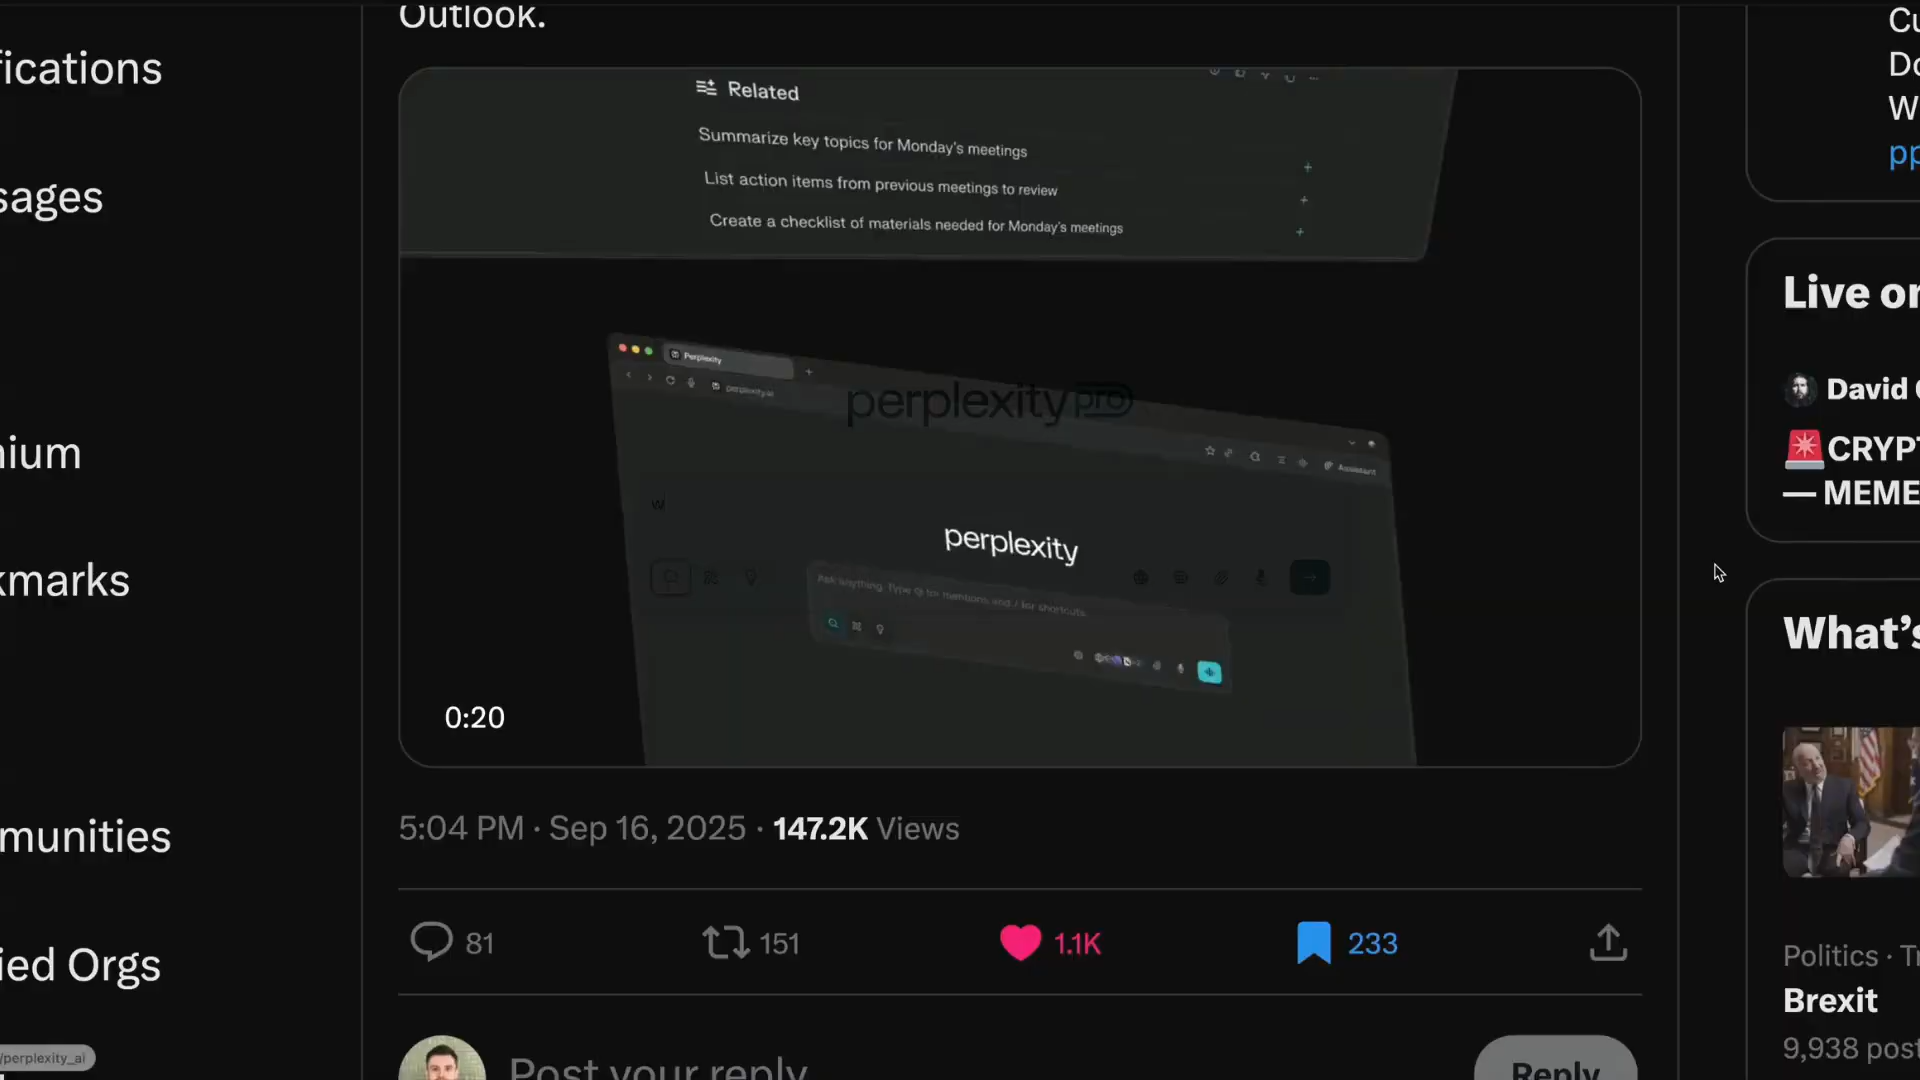 Outlook.
fications
sages
nium
kmarks
munities
ied Orgs
/perplexity_ai
Related
Summarize key topics for Monday's meetings
List action items from previous meetings to review
Create a checklist of materials needed for Monday's meetings
Perplexity
perplexity.ai
perplexity pro
Assistant
W
perplexity
Ask anything. Type @ for mentions and / for shortcuts.
0:20
5:04 PM · Sep 16, 2025 · 147.2K Views
81
151
1.1K
233
Post your reply
Reply
Cu
Do
W
pp
Live on
David
🚨CRYPT
— MEME
What's
Politics · Tr
Brexit
9,938 post